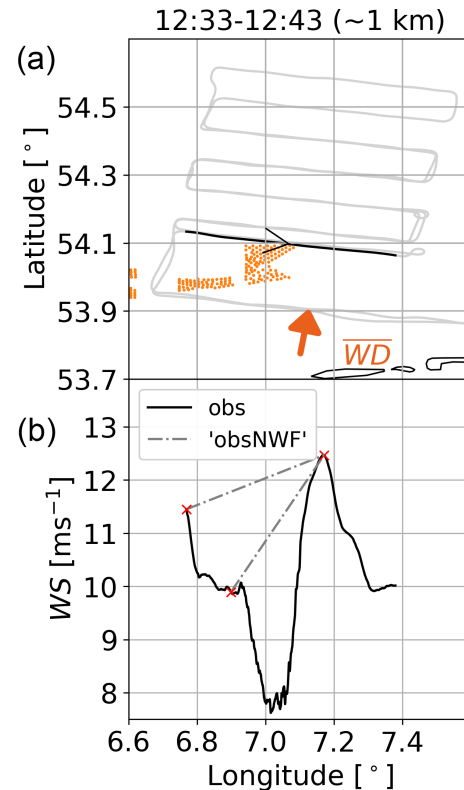 12:33-12:43 (~1 km)
(a)
54.5
54.3
54.1
53.9
53.7
Latitude [°]
WD
(b)
obs
'obsNWF'
13
12
11
10
9
8
WS [ms⁻¹]
6.6 6.8 7.0 7.2 7.4
Longitude [°]